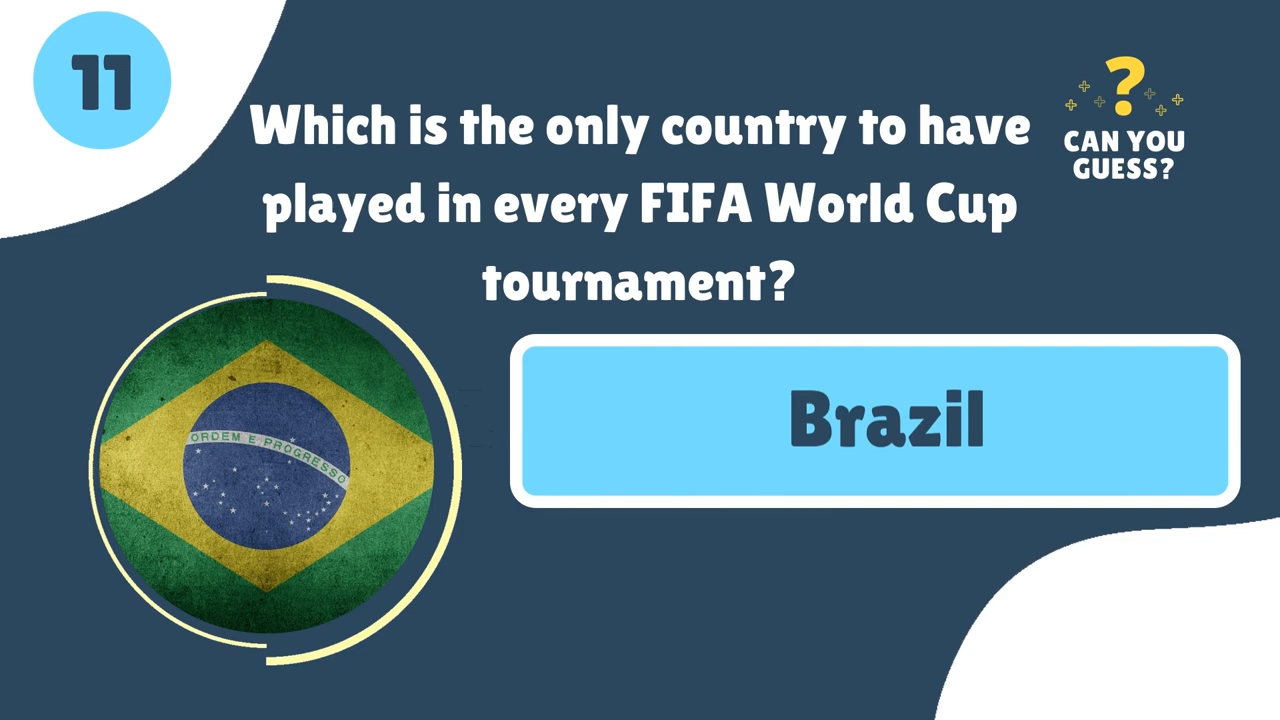 11
Which is the only country to have
played in every FIFA World Cup
tournament?
?
CAN YOU
GUESS?
ORDEM E PROGRESSO
Brazil